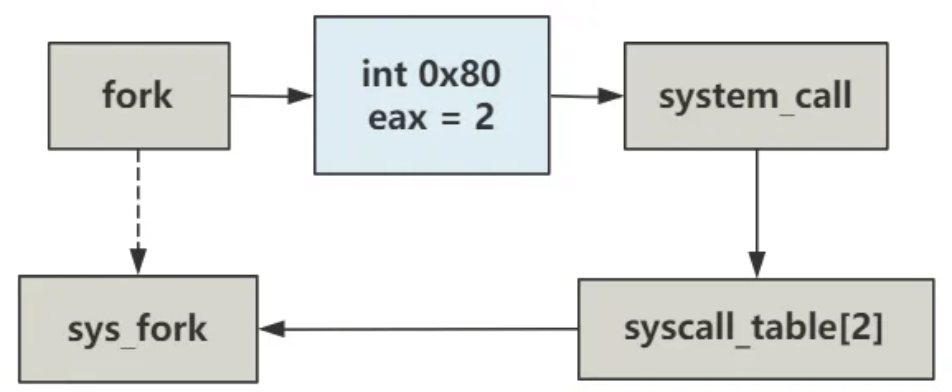 fork
int 0x80
eax = 2
system_call
sys_fork
syscall_table[2]